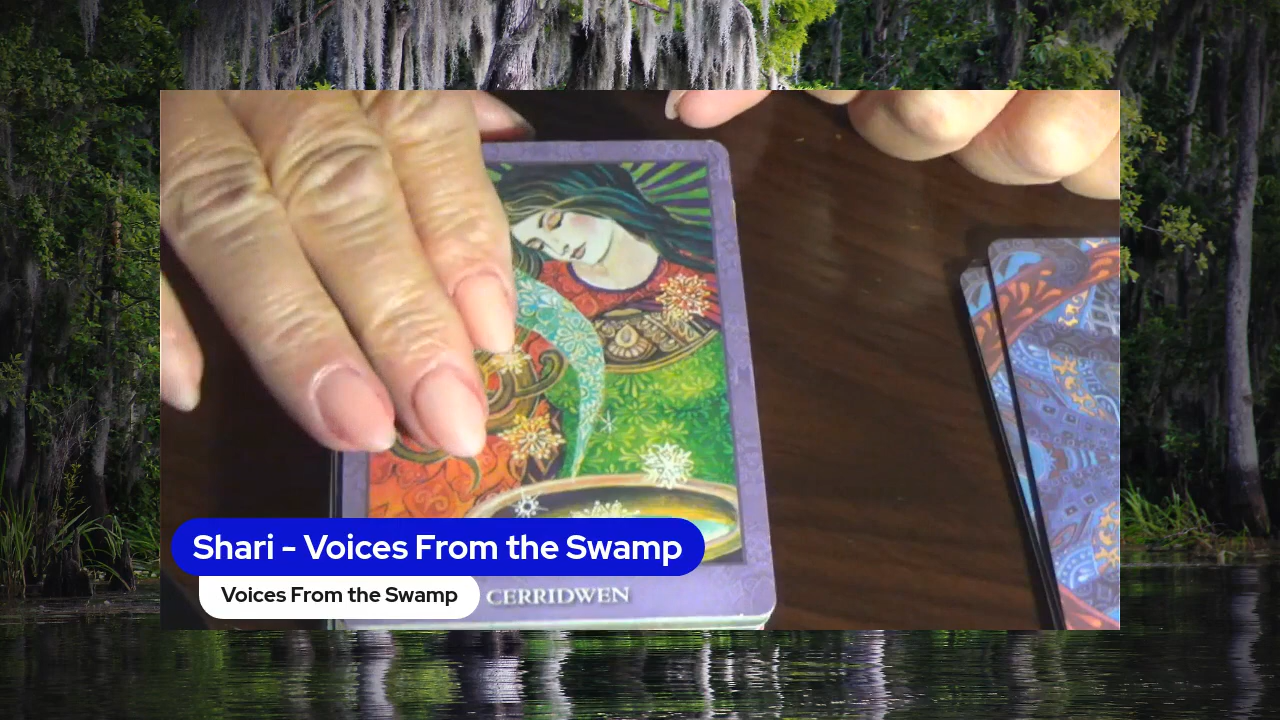 Shari - Voices From the Swamp
Voices From the Swamp
CERRIDWEN